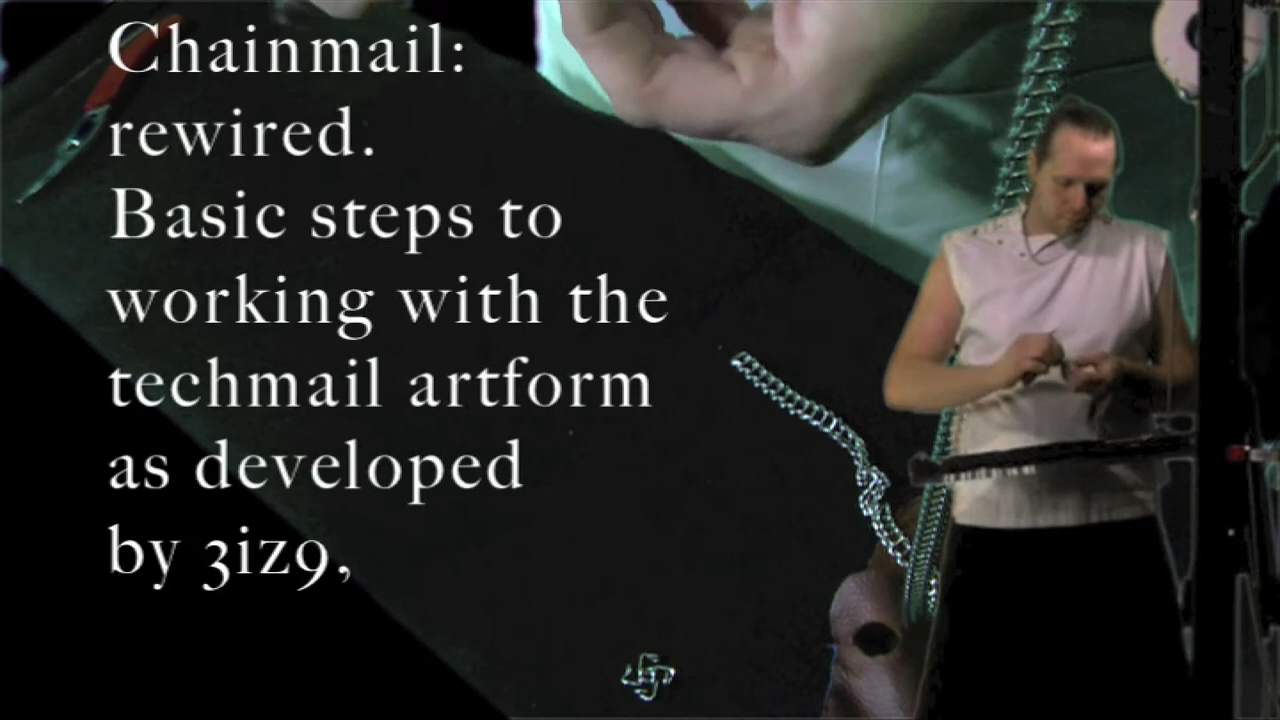 Chainmail:
rewired.
Basic steps to
working with the
techmail artform
as developed
by 3iz9,